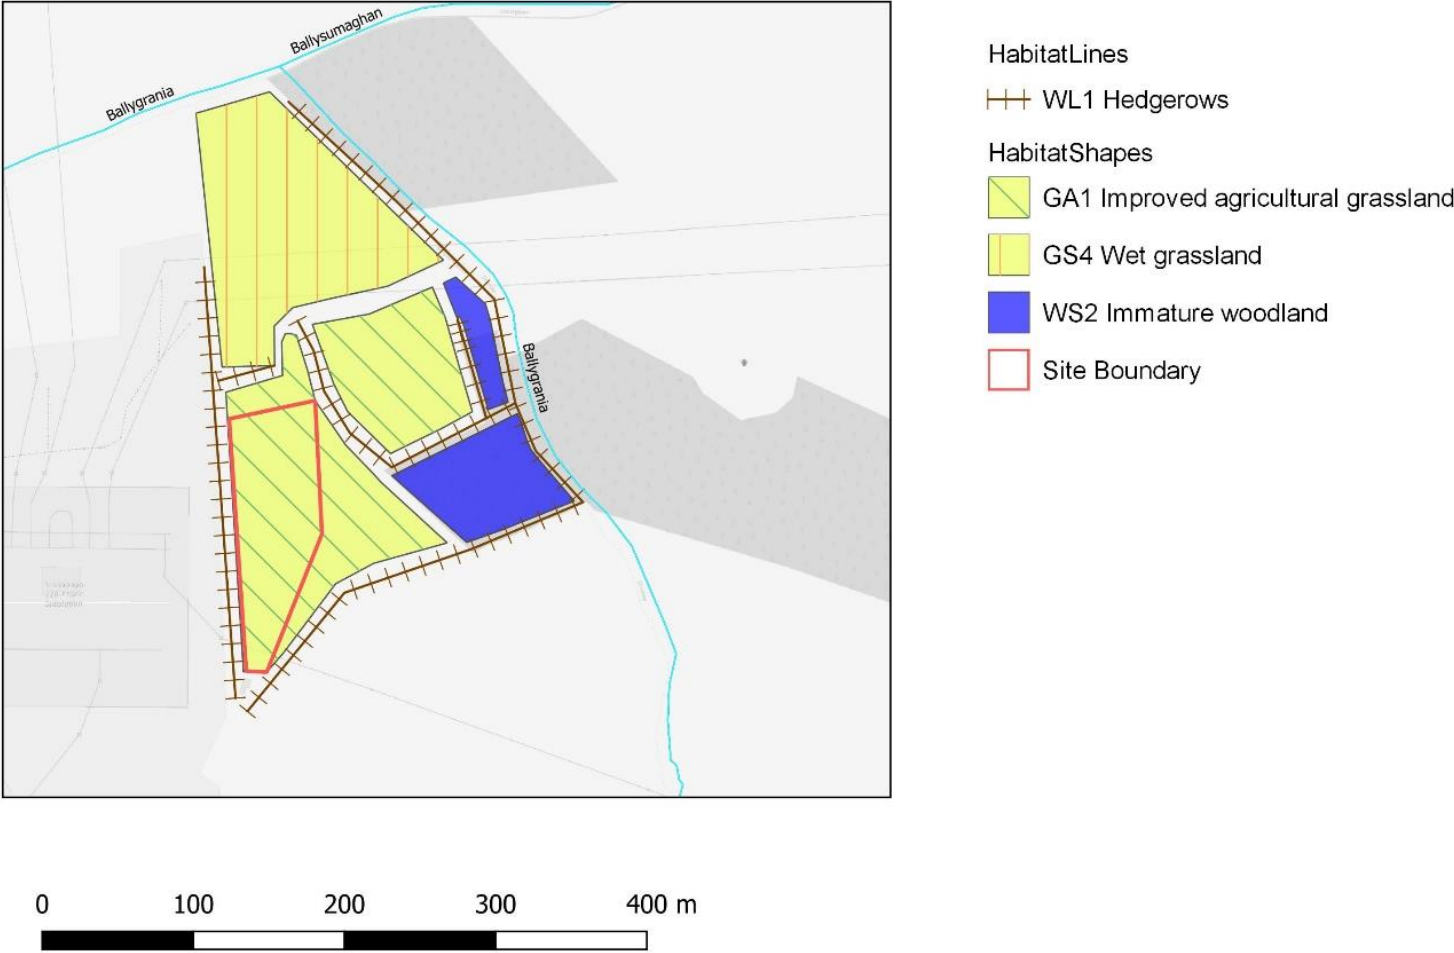 Ballysumaghan
Ballygrania
Ballygrania
HabitatLines
WL1 Hedgerows
HabitatShapes
GA1 Improved agricultural grassland
GS4 Wet grassland
WS2 Immature woodland
Site Boundary
0 100 200 300 400 m